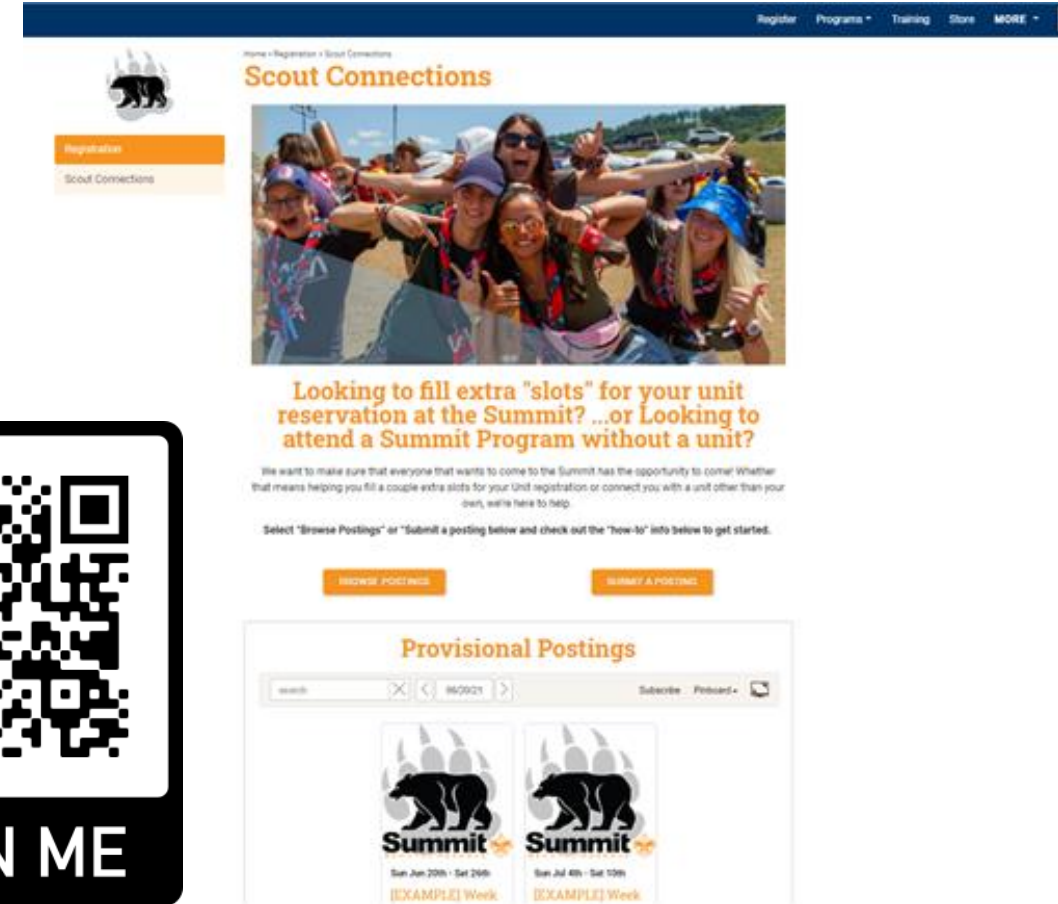 Register Programs Training Store MORE
Home › Registration › Scout Connections
Scout Connections
Registration
Scout Connections
Looking to fill extra "slots" for your unit
reservation at the Summit? ...or Looking to
attend a Summit Program without a unit?
We want to make sure that everyone that wants to come to the Summit has the opportunity to come! Whether
that means helping you fill a couple extra slots for your Unit registration or connect you with a unit other than your
own, we're here to help.
Select "Browse Postings" or "Submit a posting below and check out the "how-to" info below to get started.
BROWSE POSTINGS SUBMIT A POSTING
Provisional Postings
search 06/20/21 Subscribe Pinboard
Summit Summit
Sun Jun 20th - Sat 26th Sun Jul 4th - Sat 10th
[EXAMPLE] Week [EXAMPLE] Week
N ME